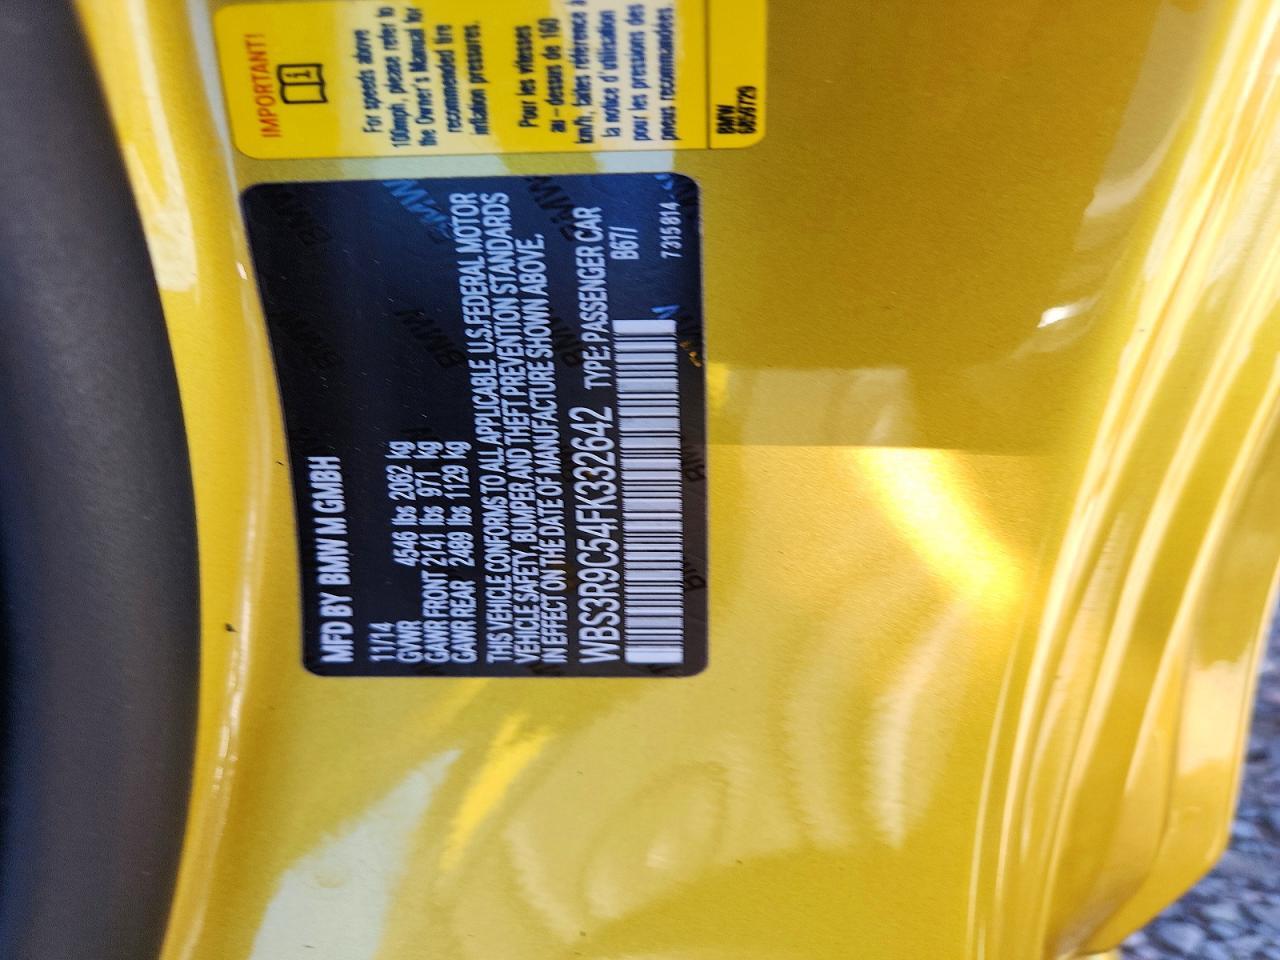 MFD BY BMW M GMBH
11/14
GVWR 4546 lbs 2062 kg
GAWR FRONT 2141 lbs 971 kg
GAWR REAR 2489 lbs 1129 kg
THIS VEHICLE CONFORMS TO ALL APPLICABLE U.S. FEDERAL MOTOR
VEHICLE SAFETY, BUMPER AND THEFT PREVENTION STANDARDS
IN EFFECT ON THE DATE OF MANUFACTURE SHOWN ABOVE.
WBS3R9C54FK332642 TYPE: PASSENGER CAR
B67/
7 315 814
IMPORTANT!
For speeds above
100mph, please refer to
the Owner's Manual for
recommended tire
inflation pressures.
Pour les vitesses
au-dessus de 160
km/h, faites référence à
la notice d'utilisation
pour les pressions des
pneus recommandées.
BMW